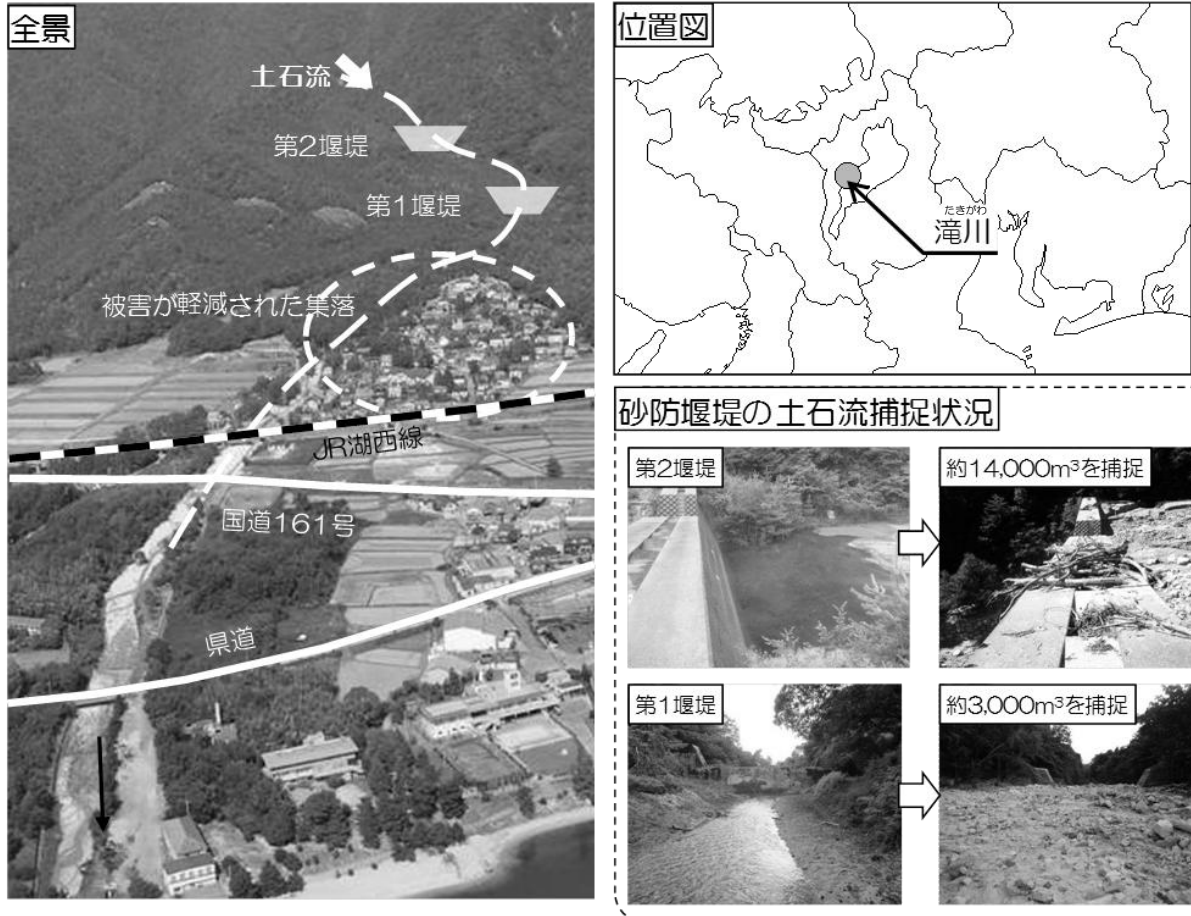 全景
土石流
第2堰堤
第1堰堤
被害が軽減された集落
JR湖西線
国道161号
県道
位置図
たきがわ
滝川
砂防堰堤の土石流捕捉状況
第2堰堤
約14,000m³を捕捉
第1堰堤
約3,000m³を捕捉